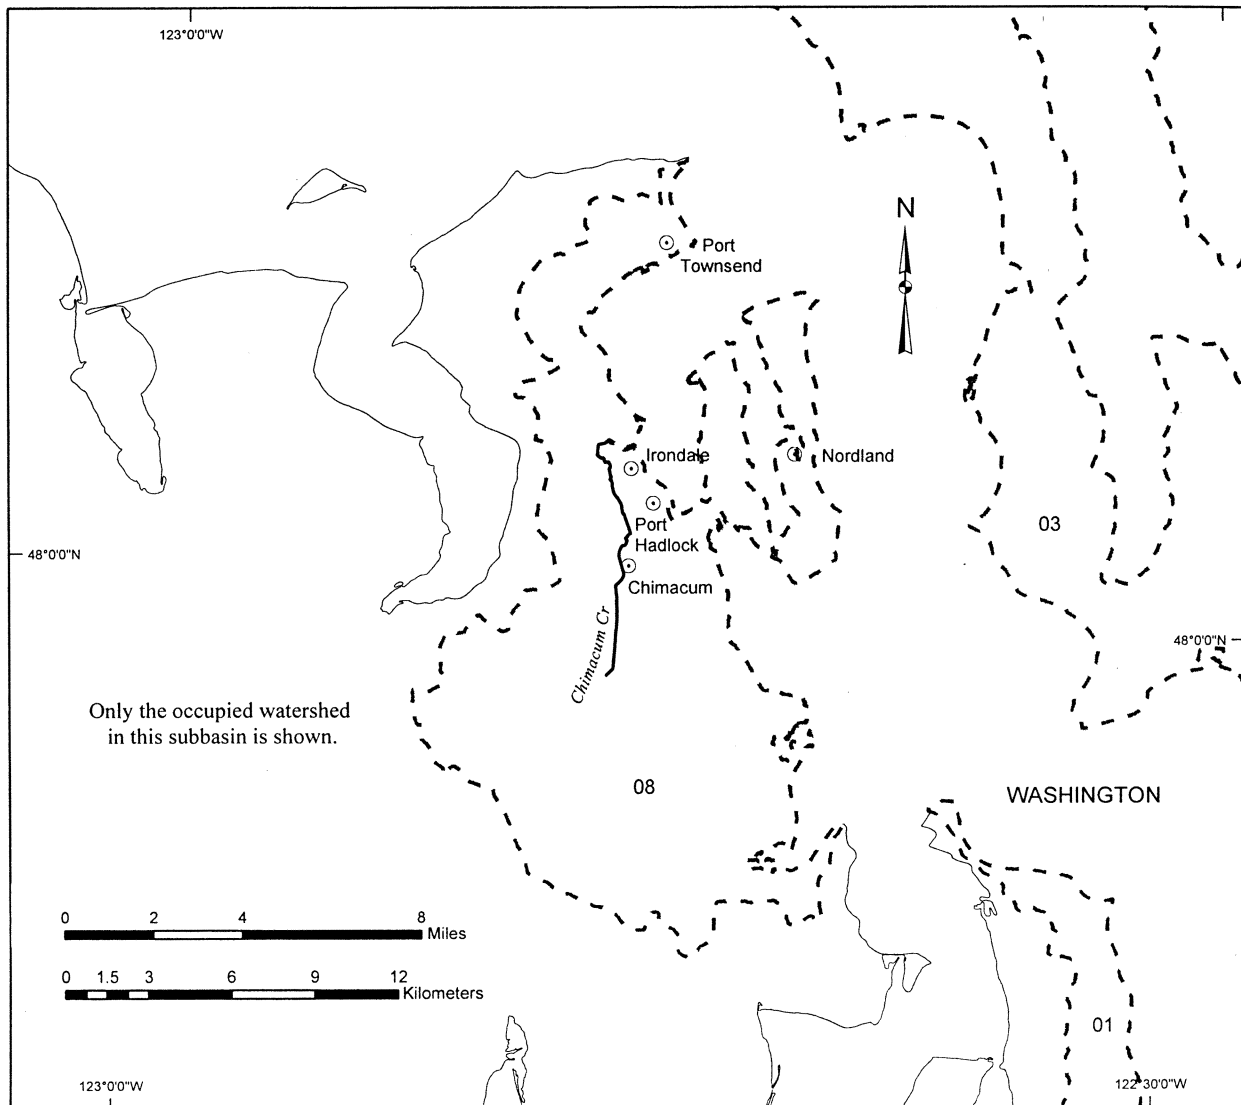 123°0'0"W
N
Port
Townsend
Irondale
Nordland
Port
Hadlock
Chimacum
Chimacum Cr
03
48°0'0"N
48°0'0"N
Only the occupied watershed
in this subbasin is shown.
08
WASHINGTON
0 2 4 8
Miles
0 1.5 3 6 9 12
Kilometers
01
123°0'0"W
122°30'0"W